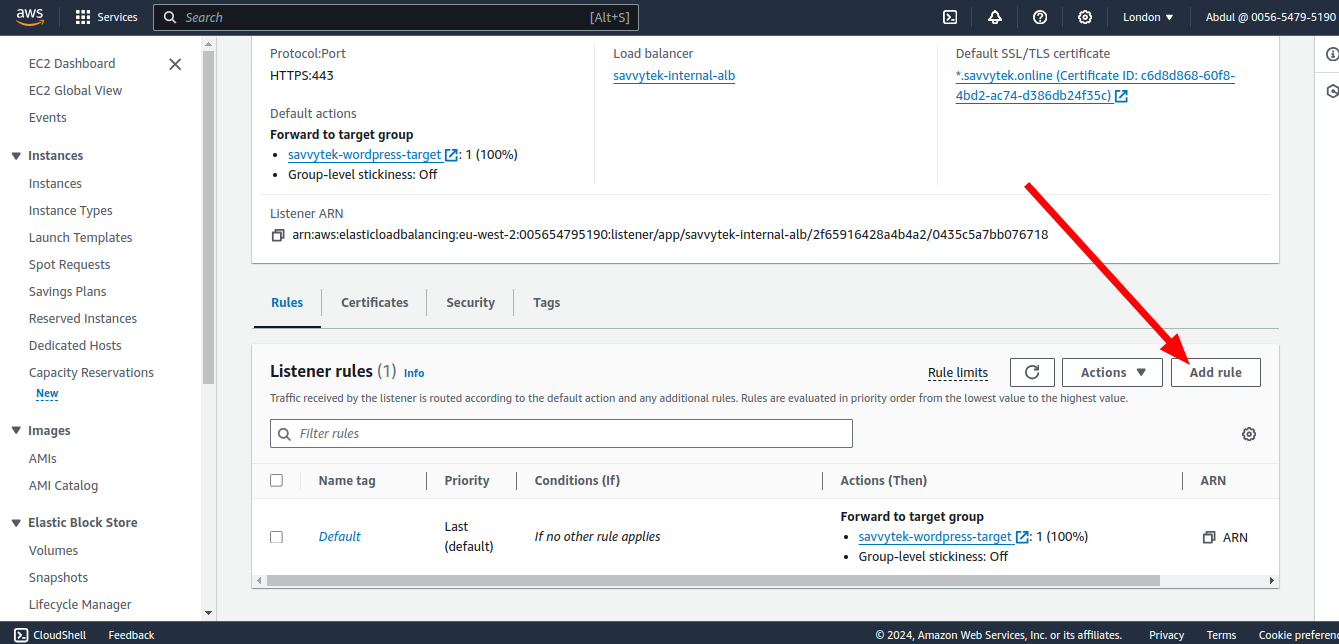 aws
Services
Search
[Alt+S]
London
Abdul @ 0056-5479-5190
EC2 Dashboard
EC2 Global View
Events
Instances
Instances
Instance Types
Launch Templates
Spot Requests
Savings Plans
Reserved Instances
Dedicated Hosts
Capacity Reservations
New
Images
AMIs
AMI Catalog
Elastic Block Store
Volumes
Snapshots
Lifecycle Manager
Protocol:Port
HTTPS:443
Load balancer
savvytek-internal-alb
Default SSL/TLS certificate
*.savvytek.online (Certificate ID: c6d8d868-60f8-
4bd2-ac74-d386db24f35c)
Default actions
Forward to target group
savvytek-wordpress-target : 1 (100%)
Group-level stickiness: Off
Listener ARN
arn:aws:elasticloadbalancing:eu-west-2:005654795190:listener/app/savvytek-internal-alb/2f65916428a4b4a2/0435c5a7bb076718
Rules
Certificates
Security
Tags
Listener rules (1) Info
Rule limits
Actions
Add rule
Traffic received by the listener is routed according to the default action and any additional rules. Rules are evaluated in priority order from the lowest value to the highest value.
Filter rules
Name tag
Priority
Conditions (If)
Actions (Then)
ARN
Default
Last
(default)
If no other rule applies
Forward to target group
savvytek-wordpress-target : 1 (100%)
Group-level stickiness: Off
ARN
CloudShell
Feedback
© 2024, Amazon Web Services, Inc. or its affiliates.
Privacy
Terms
Cookie preferen